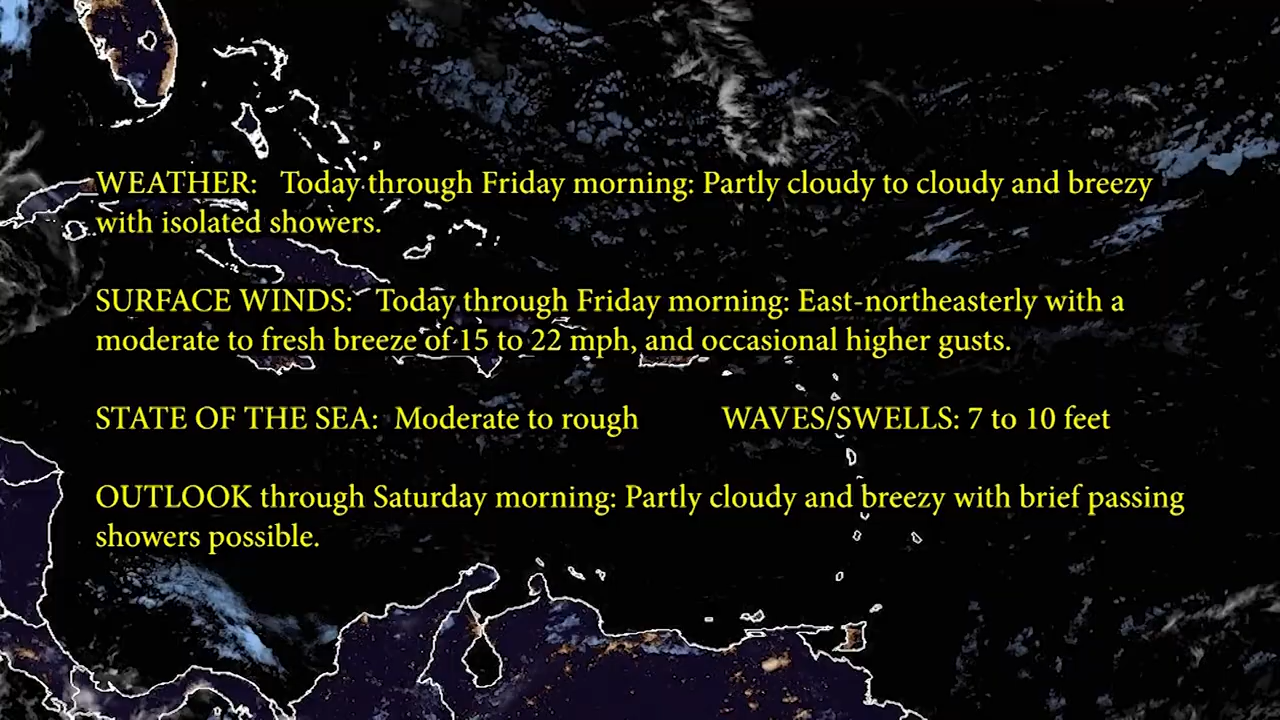 WEATHER: Today through Friday morning: Partly cloudy to cloudy and breezy
with isolated showers.
SURFACE WINDS: Today through Friday morning: East-northeasterly with a
moderate to fresh breeze of 15 to 22 mph, and occasional higher gusts.
STATE OF THE SEA: Moderate to rough WAVES/SWELLS: 7 to 10 feet
OUTLOOK through Saturday morning: Partly cloudy and breezy with brief passing
showers possible.